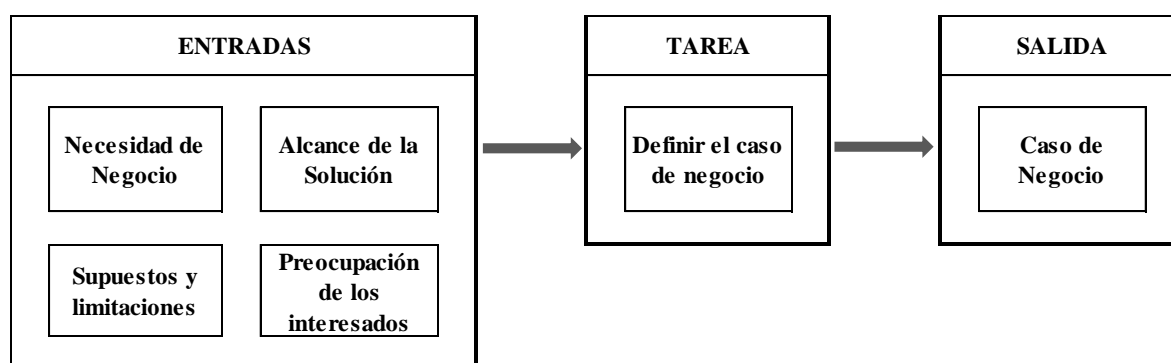 ENTRADAS
Necesidad de
Negocio
Alcance de la
Solución
Supuestos y
limitaciones
Preocupación
de los
interesados
TAREA
Definir el caso
de negocio
SALIDA
Caso de
Negocio